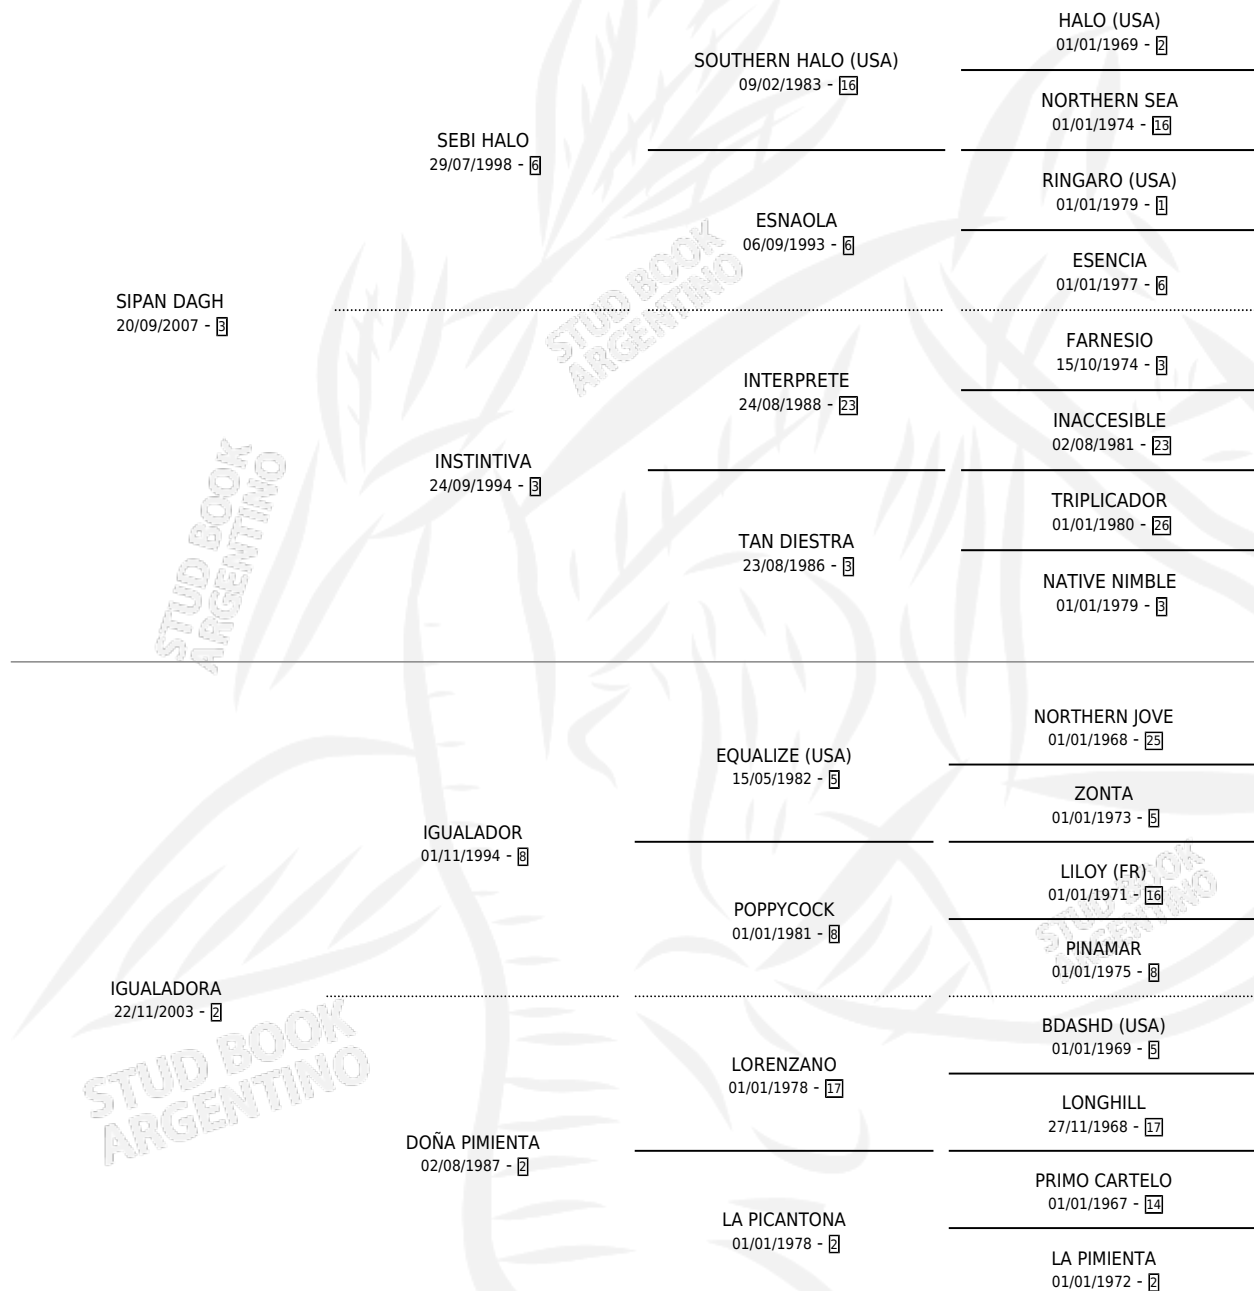 HALO (USA)
01/01/1969 - 2
SOUTHERN HALO (USA)
09/02/1983 - 16
NORTHERN SEA
01/01/1974 - 16
SEBI HALO
29/07/1998 - 6
RINGARO (USA)
01/01/1979 - 1
ESNAOLA
06/09/1993 - 6
ESENCIA
01/01/1977 - 6
SIPAN DAGH
20/09/2007 - 3
FARNESIO
15/10/1974 - 3
INTERPRETE
24/08/1988 - 23
INACCESIBLE
02/08/1981 - 23
INSTINTIVA
24/09/1994 - 3
TRIPLICADOR
01/01/1980 - 26
TAN DIESTRA
23/08/1986 - 3
NATIVE NIMBLE
01/01/1979 - 3
NORTHERN JOVE
01/01/1968 - 25
EQUALIZE (USA)
15/05/1982 - 5
ZONTA
01/01/1973 - 5
IGUALADOR
01/11/1994 - 8
LILOY (FR)
01/01/1971 - 16
POPPYCOCK
01/01/1981 - 8
PINAMAR
01/01/1975 - 8
IGUALADORA
22/11/2003 - 2
BDASHD (USA)
01/01/1969 - 5
LORENZANO
01/01/1978 - 17
LONGHILL
27/11/1968 - 17
DOÑA PIMIENTA
02/08/1987 - 2
PRIMO CARTELO
01/01/1967 - 14
LA PICANTONA
01/01/1978 - 2
LA PIMIENTA
01/01/1972 - 2
STUD BOOK
ARGENTINO
STUD BOOK
ARGENTINO
STUD BOOK
ARGENTINO
STUD BOOK
ARGENTINO